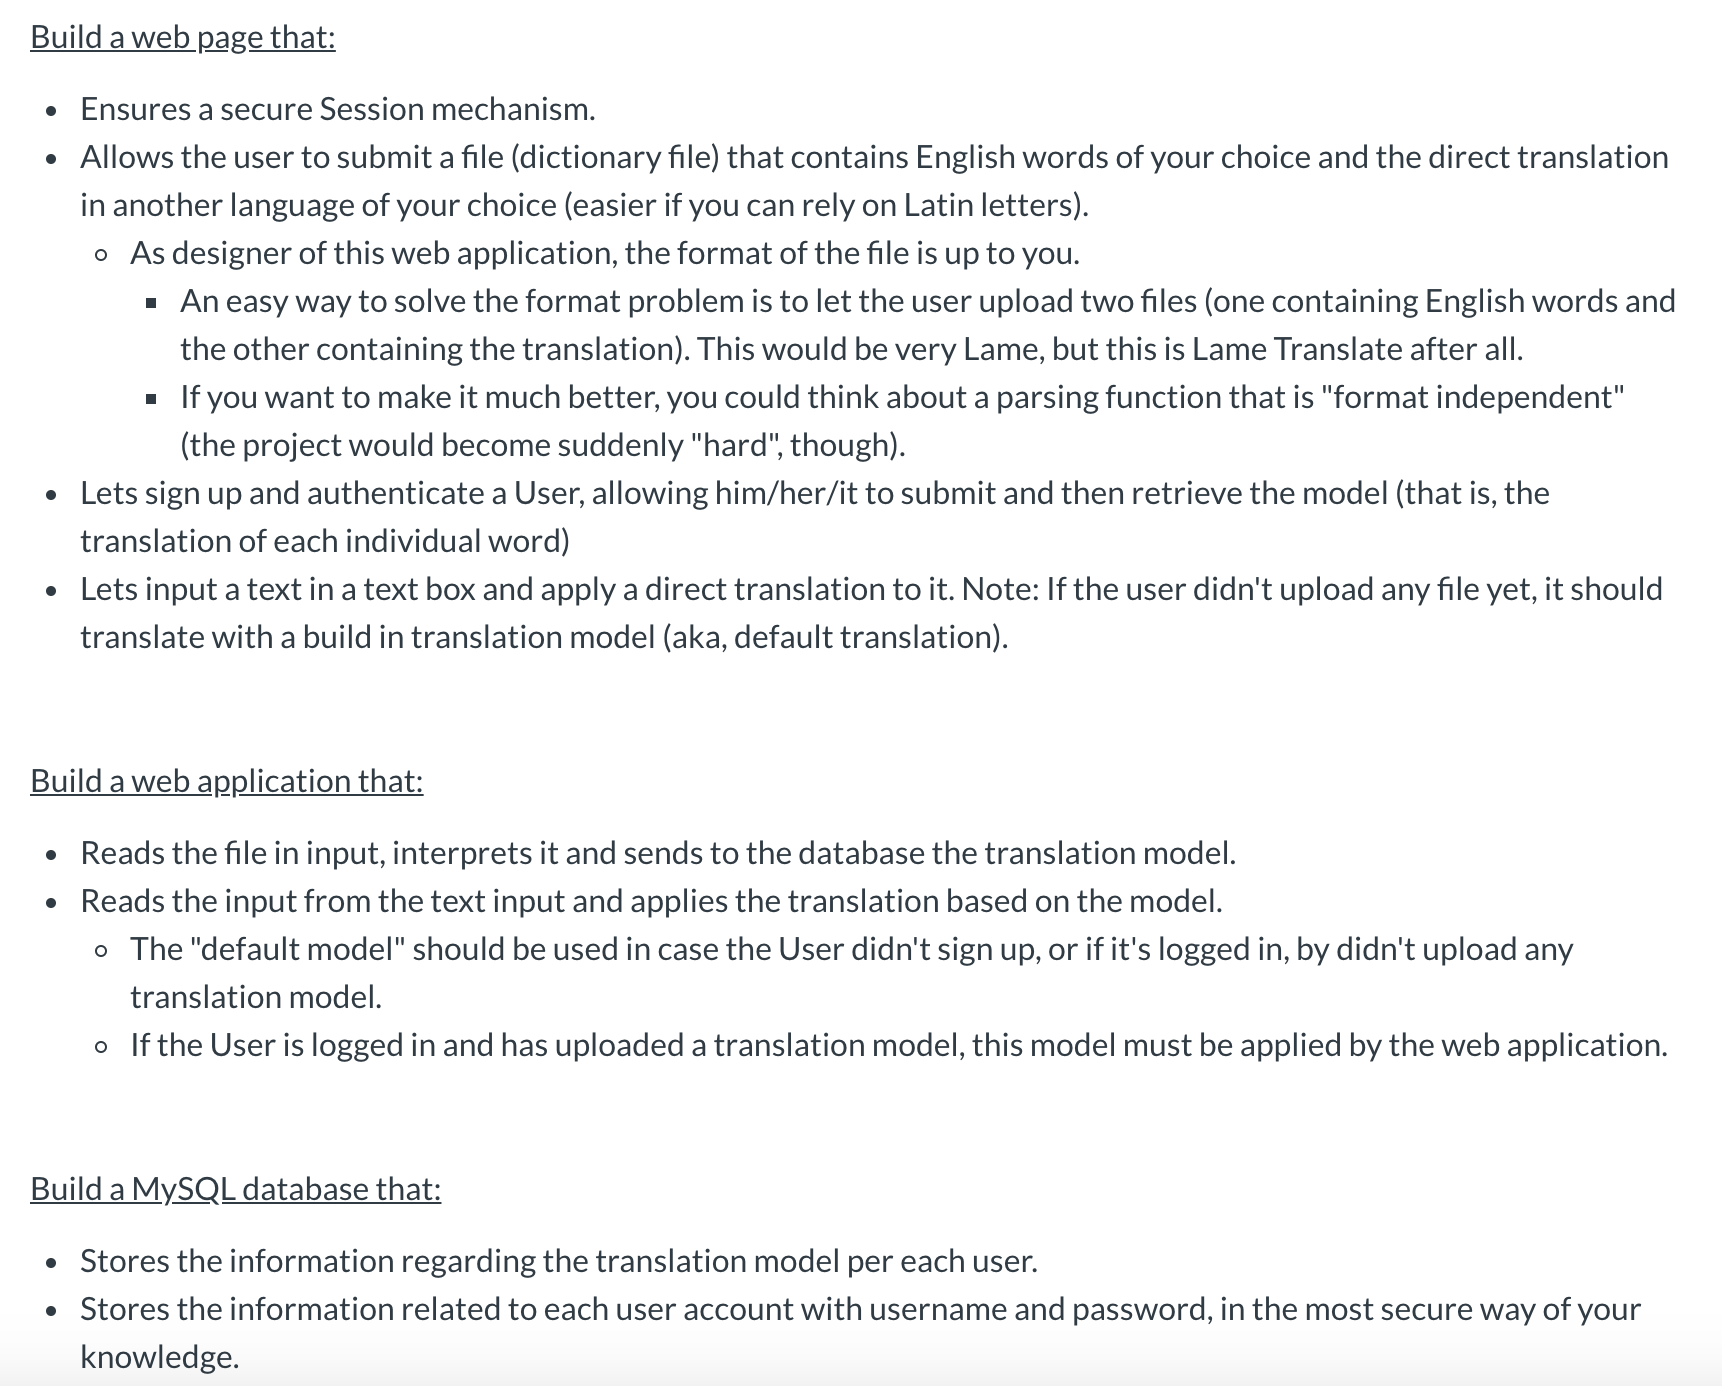 Build a web page that:
Ensures a secure Session mechanism.
Allows the user to submit a file (dictionary file) that contains English words of your choice and the direct translation
in another language of your choice (easier if you can rely on Latin letters).
As designer of this web application, the format of the file is up to you.
An easy way to solve the format problem is to let the user upload two files (one containing English words and
the other containing the translation). This would be very Lame, but this is Lame Translate after all.
If you want to make it much better, you could think about a parsing function that is "format independent"
(the project would become suddenly "hard", though).
Lets sign up and authenticate a User, allowing him/her/it to submit and then retrieve the model (that is, the
translation of each individual word)
Lets input a text in a text box and apply a direct translation to it. Note: If the user didn't upload any file yet, it should
translate with a build in translation model (aka, default translation).
Build a web application that:
Reads the file in input, interprets it and sends to the database the translation model.
Reads the input from the text input and applies the translation based on the model.
The "default model" should be used in case the User didn't sign up, or if it's logged in, by didn't upload any
translation model.
If the User is logged in and has uploaded a translation model, this model must be applied by the web application.
Build a MySQL database that:
Stores the information regarding the translation model per each user.
Stores the information related to each user account with username and password, in the most secure way of your
knowledge.